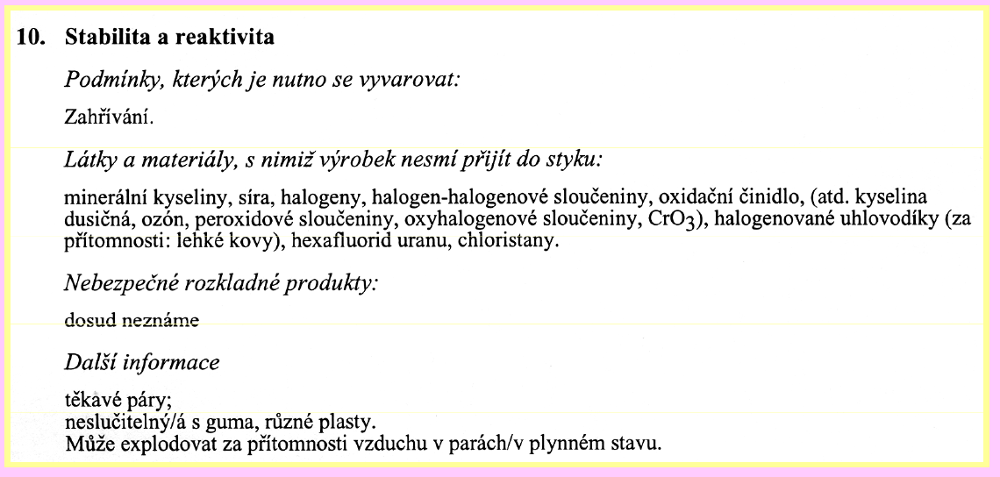 10. Stabilita a reaktivita
Podmínky, kterých je nutno se vyvarovat:
Zahřívání.
Látky a materiály, s nimiž výrobek nesmí přijít do styku:
minerální kyseliny, síra, halogeny, halogen-halogenové sloučeniny, oxidační činidlo, (atd. kyselina
dusičná, ozón, peroxidové sloučeniny, oxyhalogenové sloučeniny, CrO3), halogenované uhlovodíky (za
přítomnosti: lehké kovy), hexafluorid uranu, chloristany.
Nebezpečné rozkladné produkty:
dosud neznáme
Další informace
těkavé páry;
neslučitelný/á s guma, různé plasty.
Může explodovat za přítomnosti vzduchu v parách/v plynném stavu.